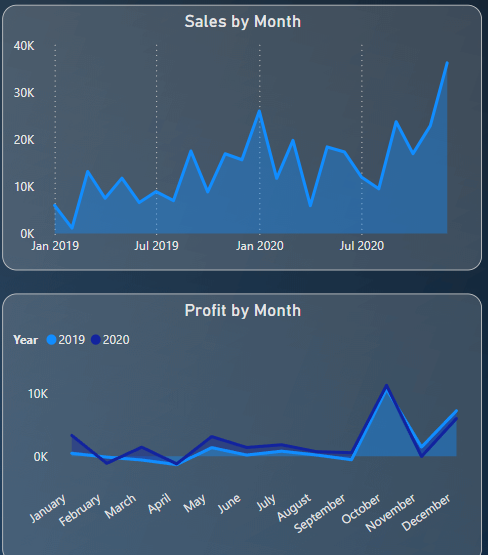 Sales by Month
40K
30K
20K
10K
0K
Jan 2019 Jul 2019 Jan 2020 Jul 2020
Profit by Month
Year 2019 2020
10K
0K
January February March April May June July August September October November December